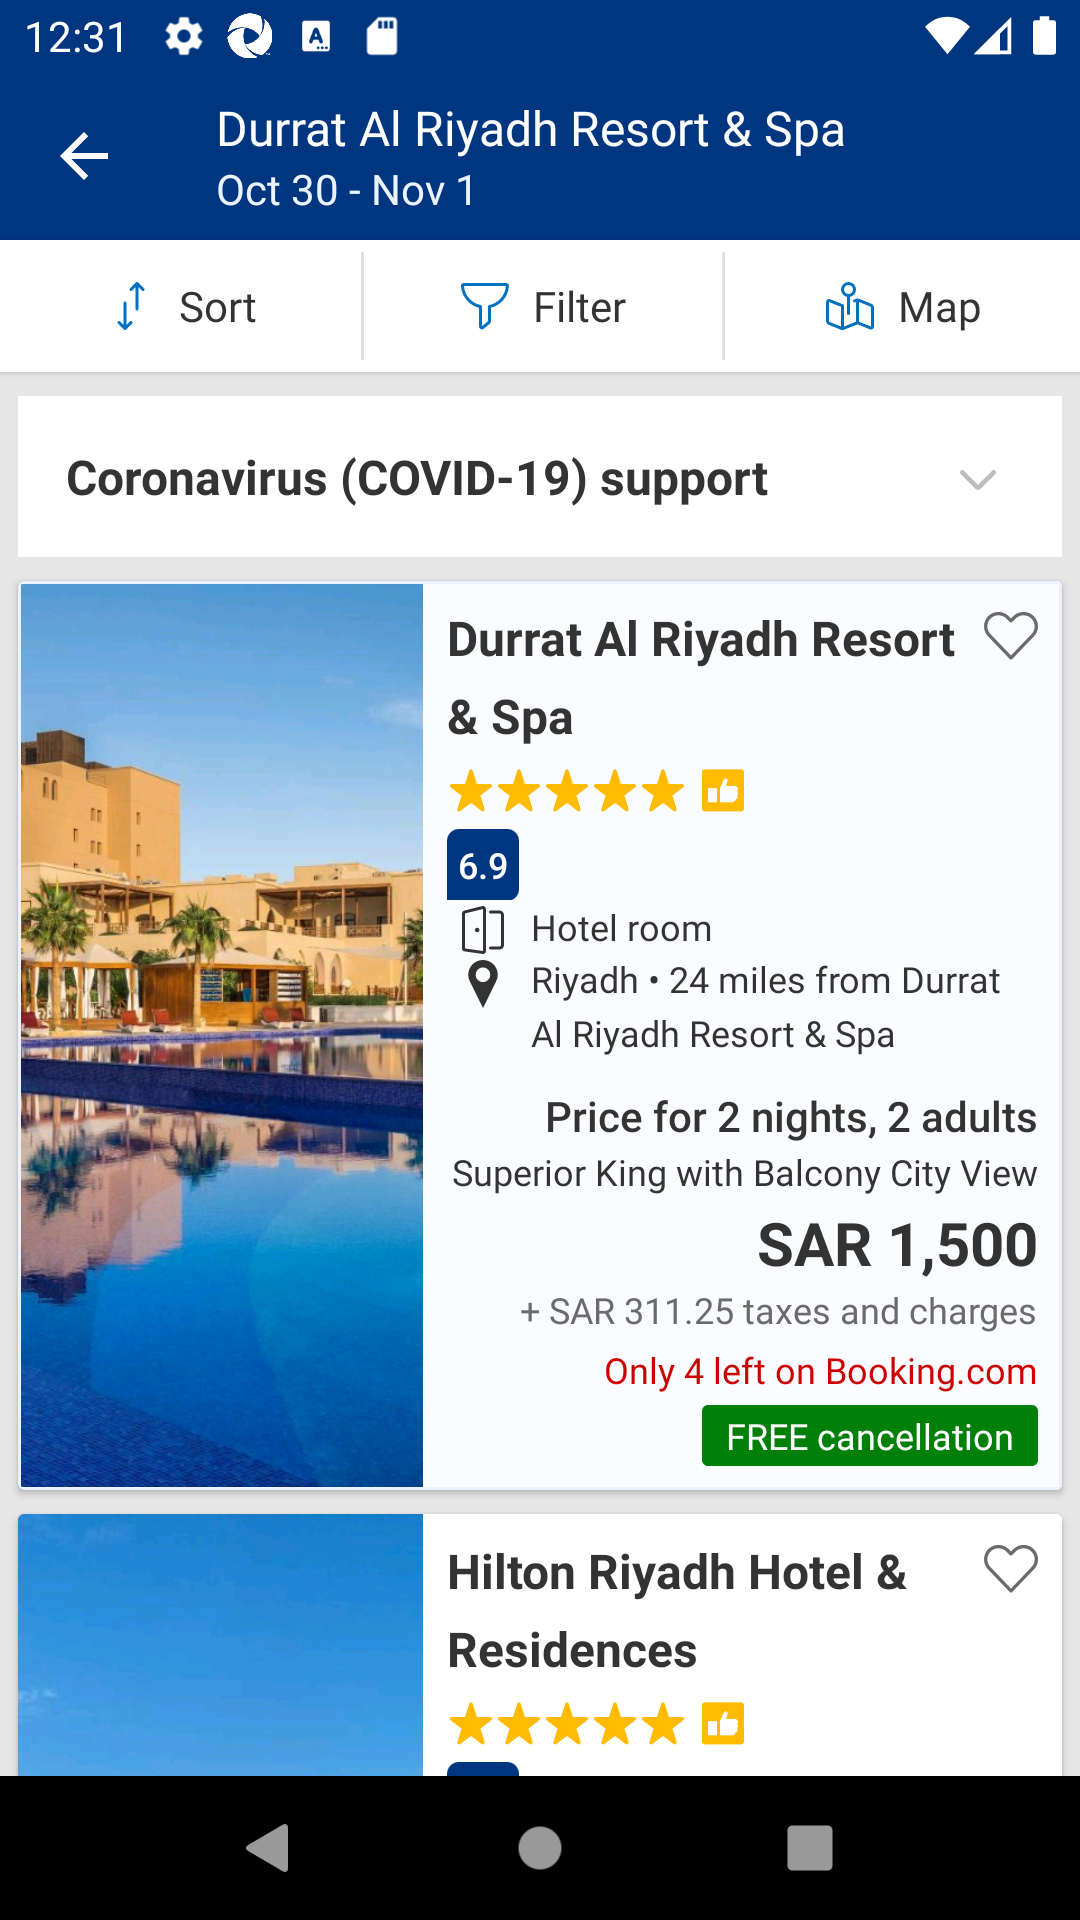 12:31
Durrat Al Riyadh Resort & Spa
Oct 30 - Nov 1
Sort
Filter
Map
Coronavirus (COVID-19) support
Durrat Al Riyadh Resort
& Spa
6.9
Hotel room
Riyadh • 24 miles from Durrat
Al Riyadh Resort & Spa
Price for 2 nights, 2 adults
Superior King with Balcony City View
SAR 1,500
+ SAR 311.25 taxes and charges
Only 4 left on Booking.com
FREE cancellation
Hilton Riyadh Hotel &
Residences